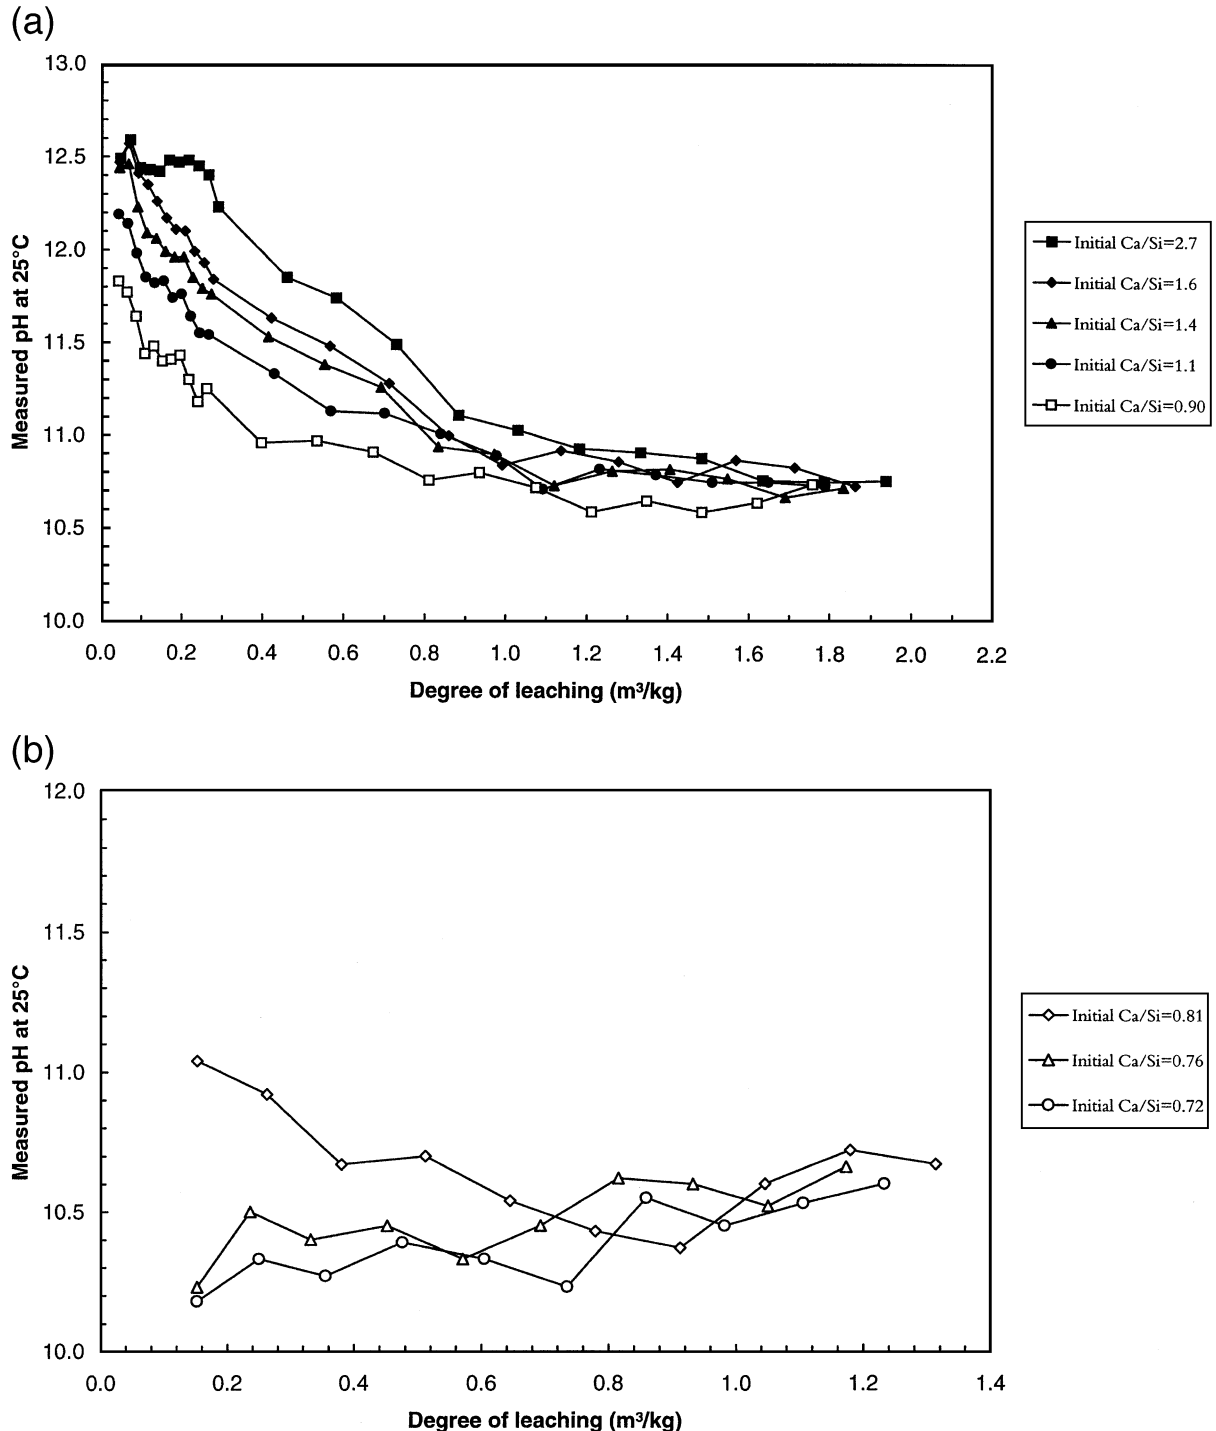 (a)
13.0
12.5
12.0
11.5
11.0
10.5
10.0
Measured pH at 25°C
0.0 0.2 0.4 0.6 0.8 1.0 1.2 1.4 1.6 1.8 2.0 2.2
Degree of leaching (m³/kg)
Initial Ca/Si=2.7
Initial Ca/Si=1.6
Initial Ca/Si=1.4
Initial Ca/Si=1.1
Initial Ca/Si=0.90
(b)
12.0
11.5
11.0
10.5
10.0
Measured pH at 25°C
0.0 0.2 0.4 0.6 0.8 1.0 1.2 1.4
Degree of leaching (m³/kg)
Initial Ca/Si=0.81
Initial Ca/Si=0.76
Initial Ca/Si=0.72